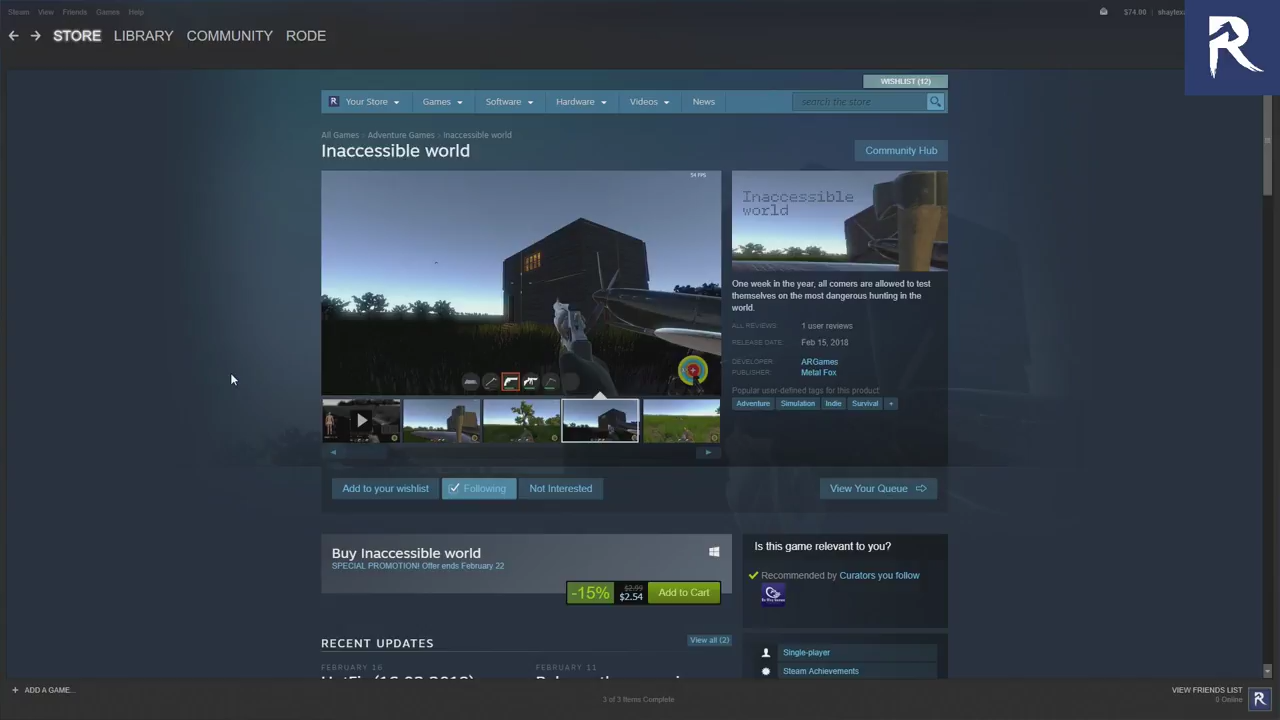 Steam View Friends Games Help
$74.00
STORE LIBRARY COMMUNITY RODE
WISHLIST (12)
Your Store Games Software Hardware Videos News search the store
All Games › Adventure Games › Inaccessible world
Inaccessible world
Community Hub
54 FPS
Inaccessible
world
One week in the year, all comers are allowed to test
themselves on the most dangerous hunting in the
world.
ALL REVIEWS: 1 user reviews
RELEASE DATE: Feb 15, 2018
DEVELOPER: ARGames
PUBLISHER: Metal Fox
Popular user-defined tags for this product:
Adventure Simulation Indie Survival +
Add to your wishlist Following Not Interested View Your Queue
Buy Inaccessible world
SPECIAL PROMOTION! Offer ends February 22
-15% $2.99 $2.54 Add to Cart
Is this game relevant to you?
Recommended by Curators you follow
RECENT UPDATES View all (2)
FEBRUARY 16 FEBRUARY 11
Single-player
Steam Achievements
+ ADD A GAME...
3 of 3 Items Complete
VIEW FRIENDS LIST